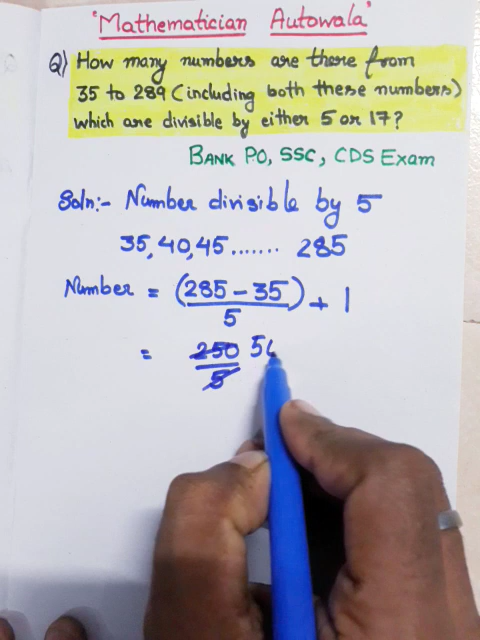 "Mathematician Autowala"
Q) How many numbers are there from
35 to 289 (including both these numbers)
which are divisible by either 5 or 17?
BANK PO, SSC, CDS Exam
Soln:- Number divisible by 5
35, 40, 45....... 285
Number = (285 - 35)/5 + 1
= 250/5 50